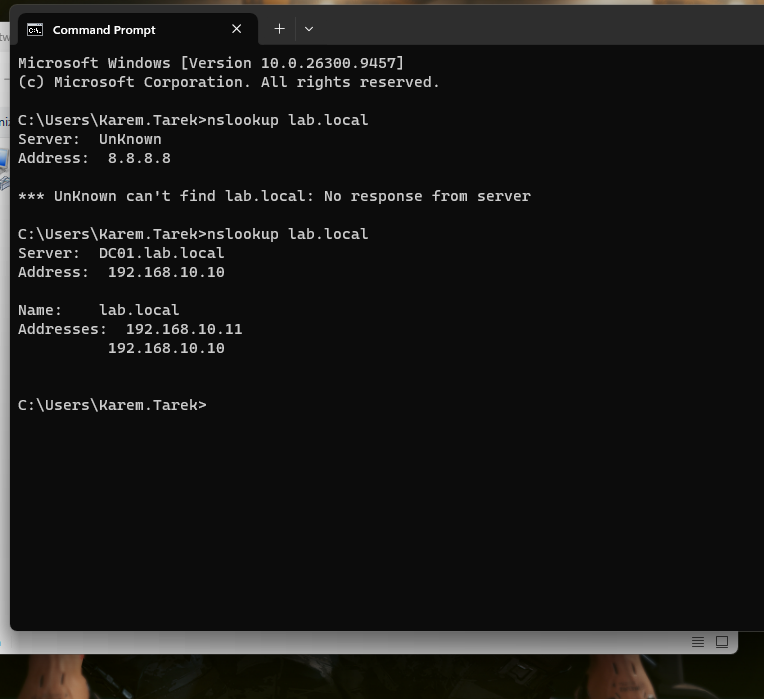 Command Prompt
Microsoft Windows [Version 10.0.26300.9457]
(c) Microsoft Corporation. All rights reserved.
C:\Users\Karem.Tarek>nslookup lab.local
Server:  UnKnown
Address:  8.8.8.8
*** UnKnown can't find lab.local: No response from server
C:\Users\Karem.Tarek>nslookup lab.local
Server:  DC01.lab.local
Address:  192.168.10.10
Name:    lab.local
Addresses:  192.168.10.11
192.168.10.10
C:\Users\Karem.Tarek>